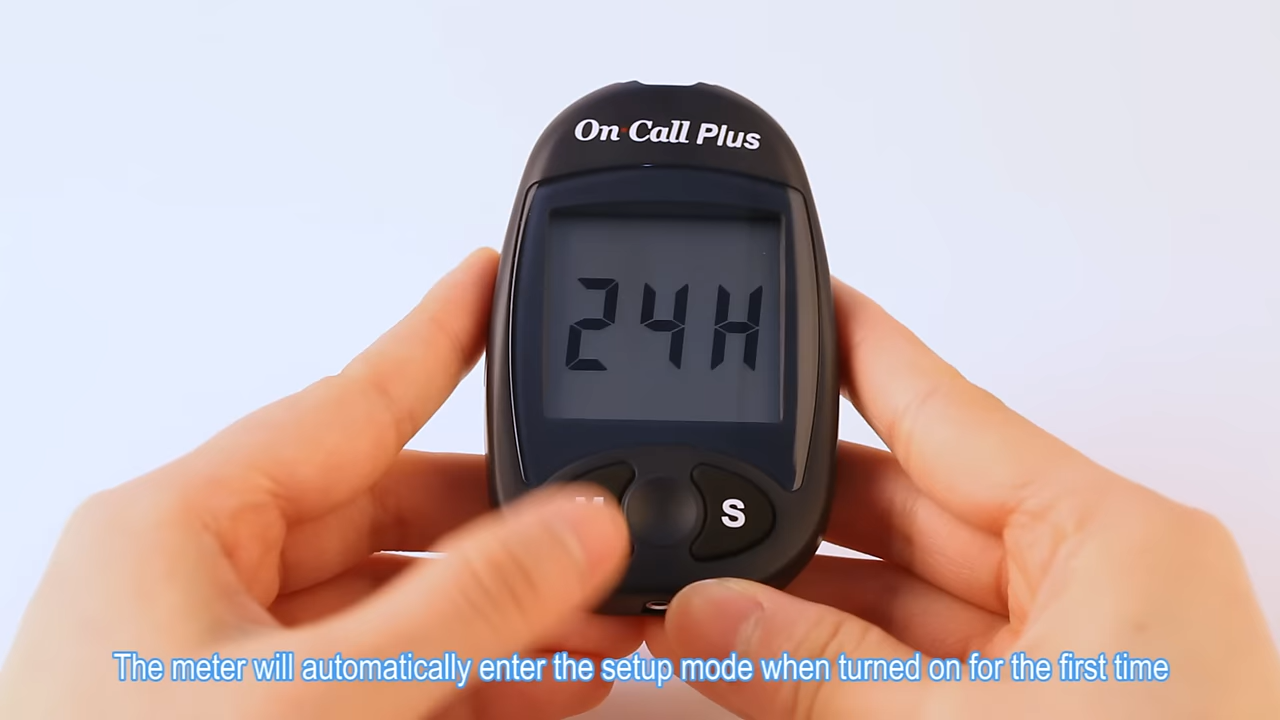 On Call Plus
24H
S
The meter will automatically enter the setup mode when turned on for the first time